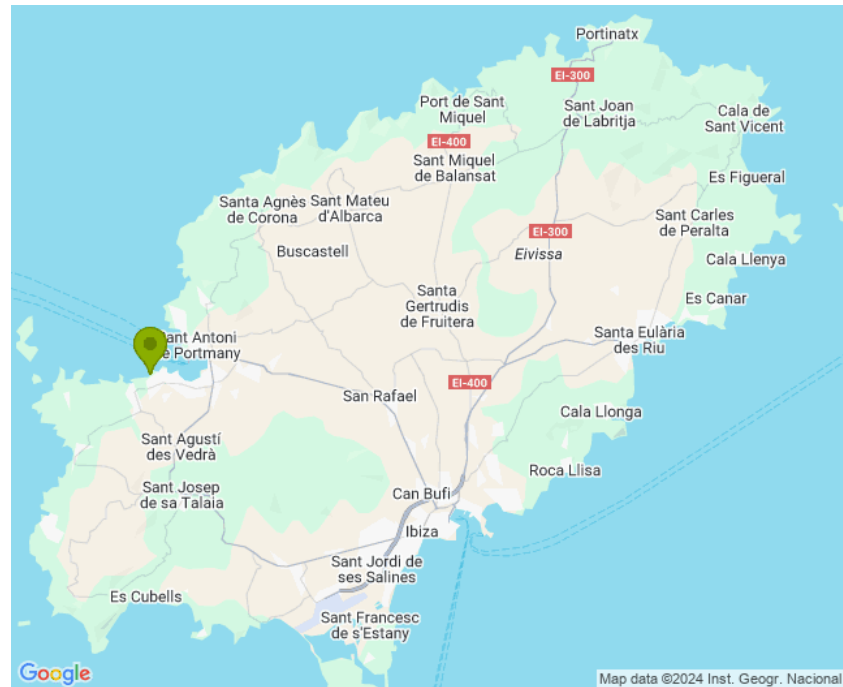 Portinatx
EI-300
Port de Sant
Miquel
Sant Joan
de Labritja
Cala de
Sant Vicent
EI-400
Sant Miquel
de Balansat
Es Figueral
Santa Agnès
de Corona
Sant Mateu
d'Albarca
Sant Carles
de Peralta
EI-300
Buscastell
Eivissa
Cala Llenya
Santa
Gertrudis
de Fruitera
Es Canar
Sant Antoni
de Portmany
Santa Eulària
des Riu
EI-400
San Rafael
Cala Llonga
Sant Agustí
des Vedrà
Roca Llisa
Sant Josep
de sa Talaia
Can Bufi
Ibiza
Sant Jordi de
ses Salines
Es Cubells
Sant Francesc
de s'Estany
Google
Map data ©2024 Inst. Geogr. Nacional